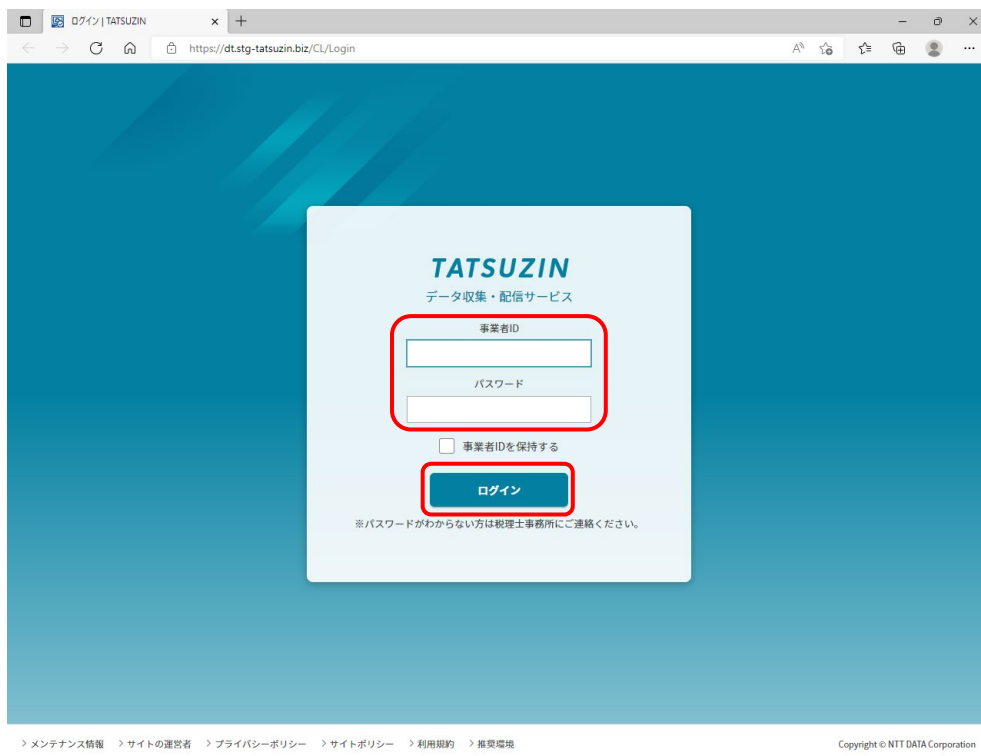 ログイン | TATSUZIN
https://dt.stg-tatsuzin.biz/CL/Login
TATSUZIN
データ収集・配信サービス
事業者ID
パスワード
事業者IDを保持する
ログイン
※パスワードがわからない方は税理士事務所にご連絡ください。
> メンテナンス情報 > サイトの運営者 > プライバシーポリシー > サイトポリシー > 利用規約 > 推奨環境 Copyright © NTT DATA Corporation